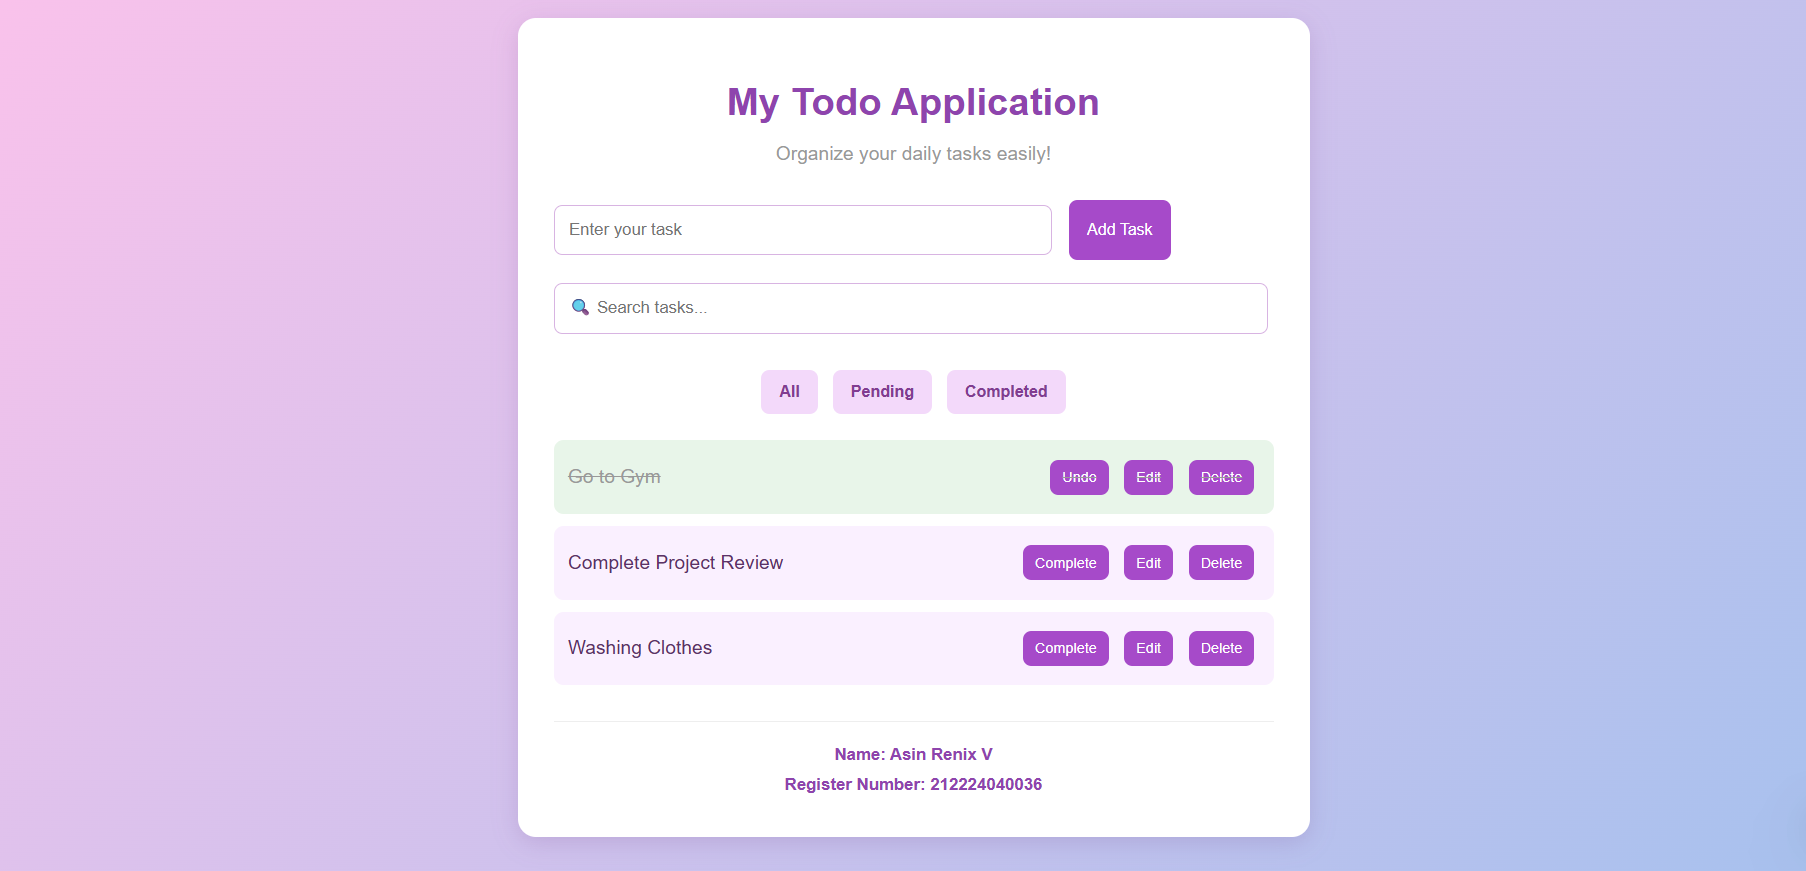 My Todo Application
Organize your daily tasks easily!
Enter your task Add Task
🔍 Search tasks...
All Pending Completed
Go to Gym Undo Edit Delete
Complete Project Review Complete Edit Delete
Washing Clothes Complete Edit Delete
Name: Asin Renix V
Register Number: 212224040036